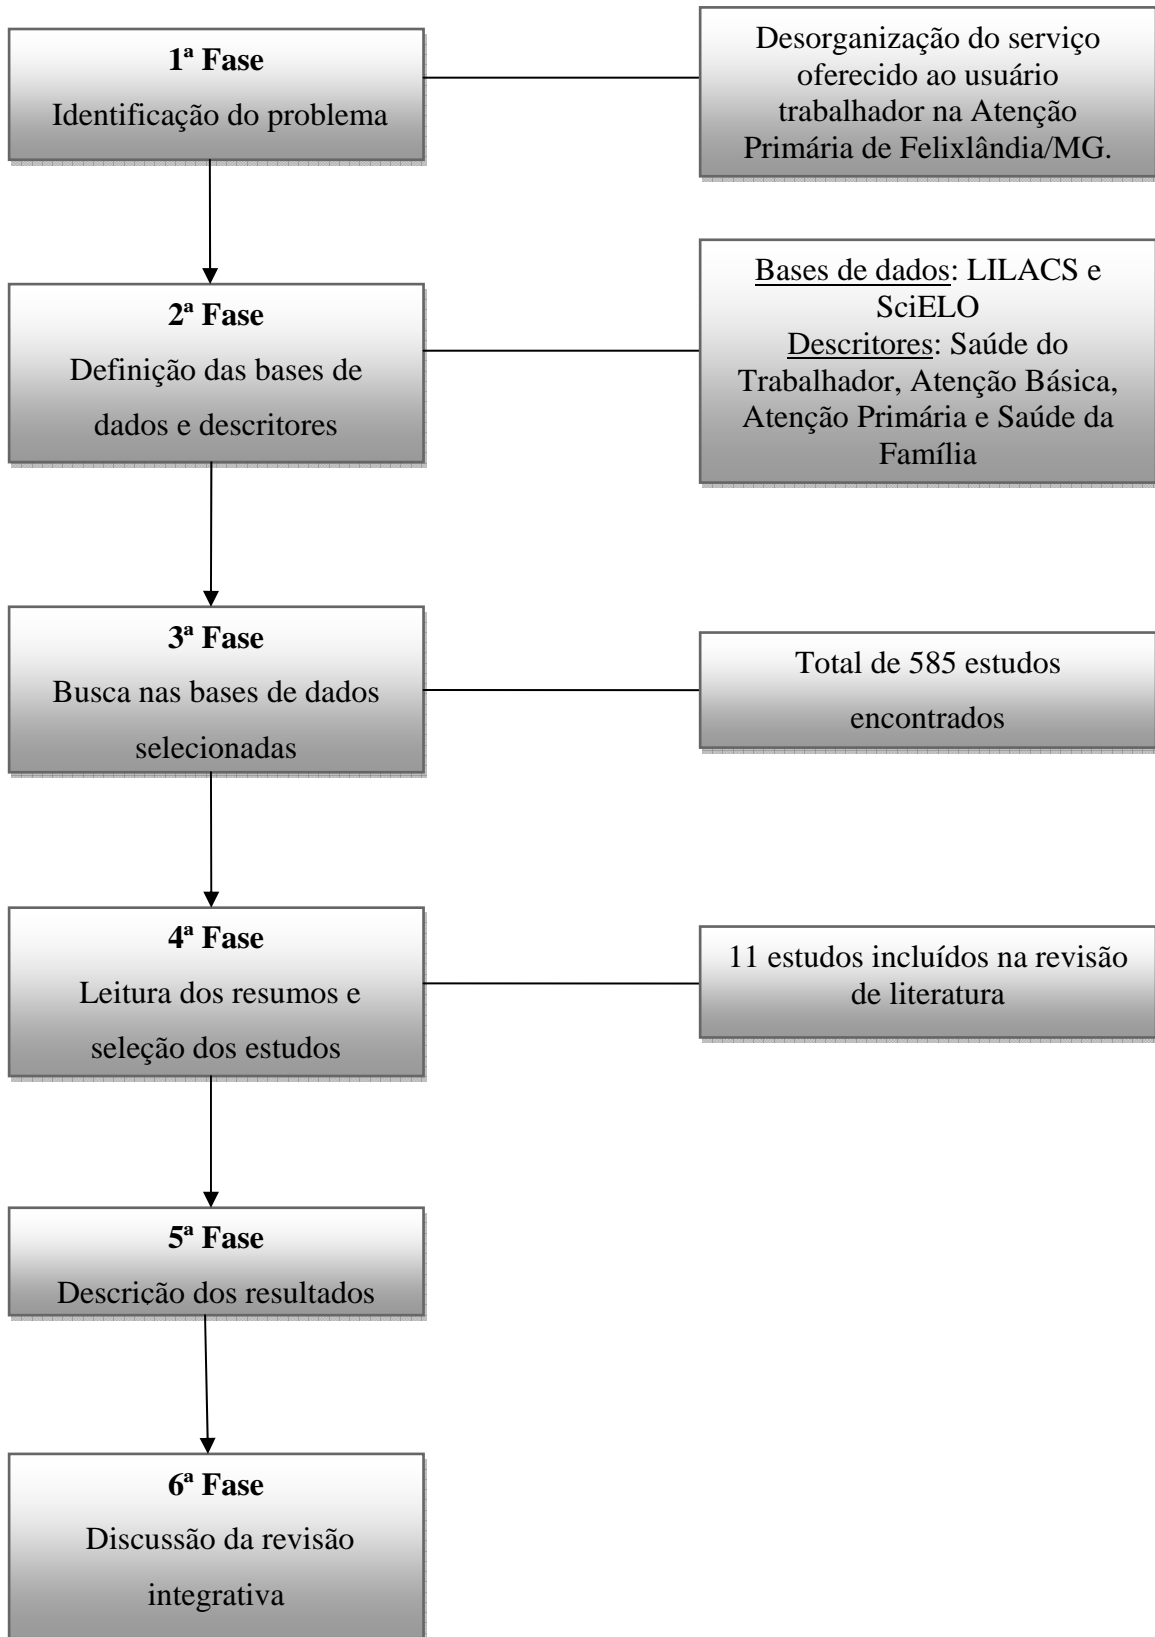 1ª Fase
Identificação do problema
Desorganização do serviço
oferecido ao usuário
trabalhador na Atenção
Primária de Felixlândia/MG.
2ª Fase
Definição das bases de
dados e descritores
Bases de dados: LILACS e
SciELO
Descritores: Saúde do
Trabalhador, Atenção Básica,
Atenção Primária e Saúde da
Família
3ª Fase
Busca nas bases de dados
selecionadas
Total de 585 estudos
encontrados
4ª Fase
Leitura dos resumos e
seleção dos estudos
11 estudos incluídos na revisão
de literatura
5ª Fase
Descrição dos resultados
6ª Fase
Discussão da revisão
integrativa